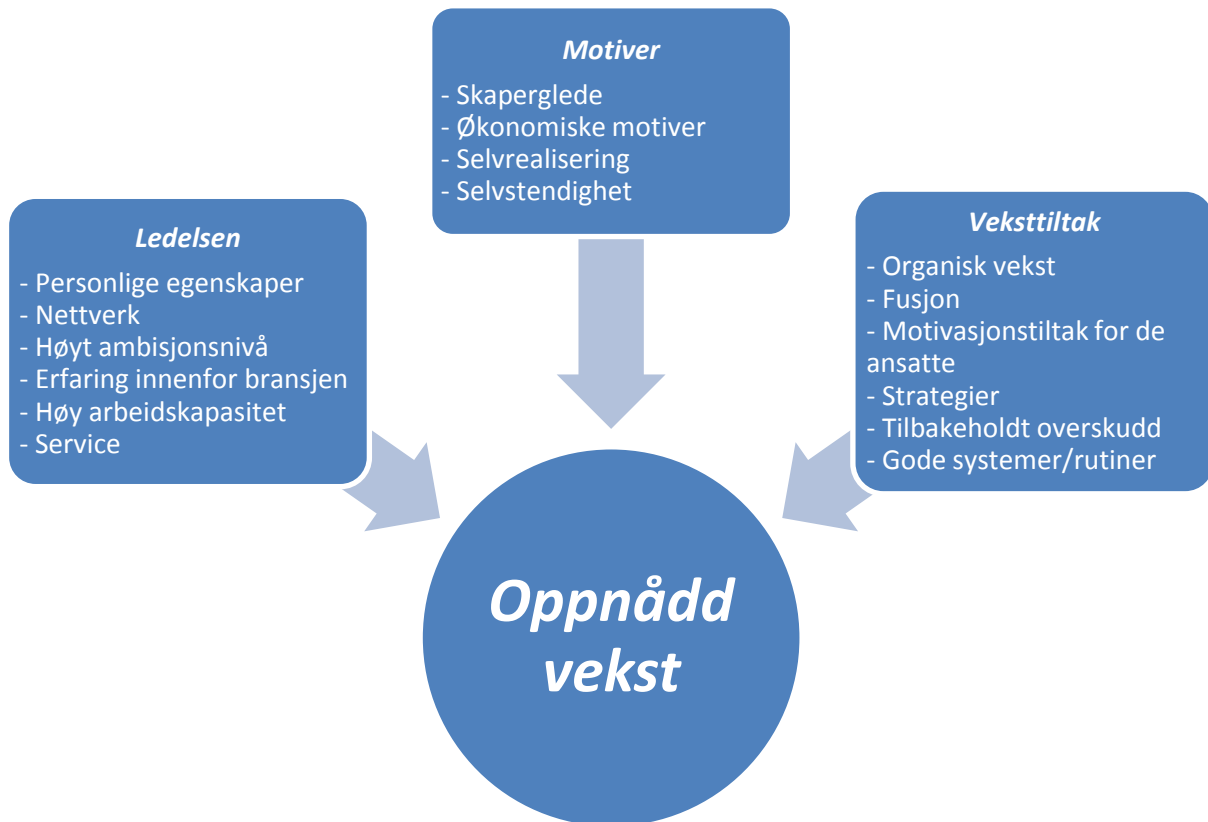 Motiver
- Skaperglede
- Økonomiske motiver
- Selvrealisering
- Selvstendighet
Ledelsen
- Personlige egenskaper
- Nettverk
- Høyt ambisjonsnivå
- Erfaring innenfor bransjen
- Høy arbeidskapasitet
- Service
Veksttiltak
- Organisk vekst
- Fusjon
- Motivasjonstiltak for de
ansatte
- Strategier
- Tilbakeholdt overskudd
- Gode systemer/rutiner
Oppnådd
vekst